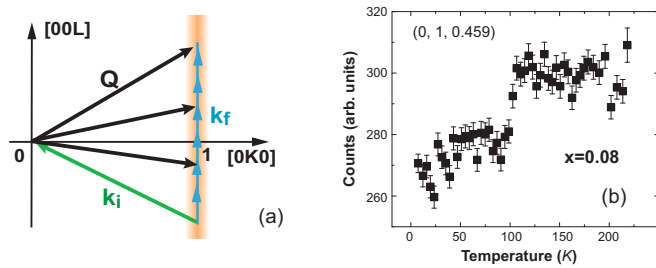 [00L]
Q
k_f
0
1
[0K0]
k_i
(a)
320
300
280
260
Counts (arb. units)
(0, 1, 0.459)
x=0.08
(b)
0 50 100 150 200
Temperature (K)